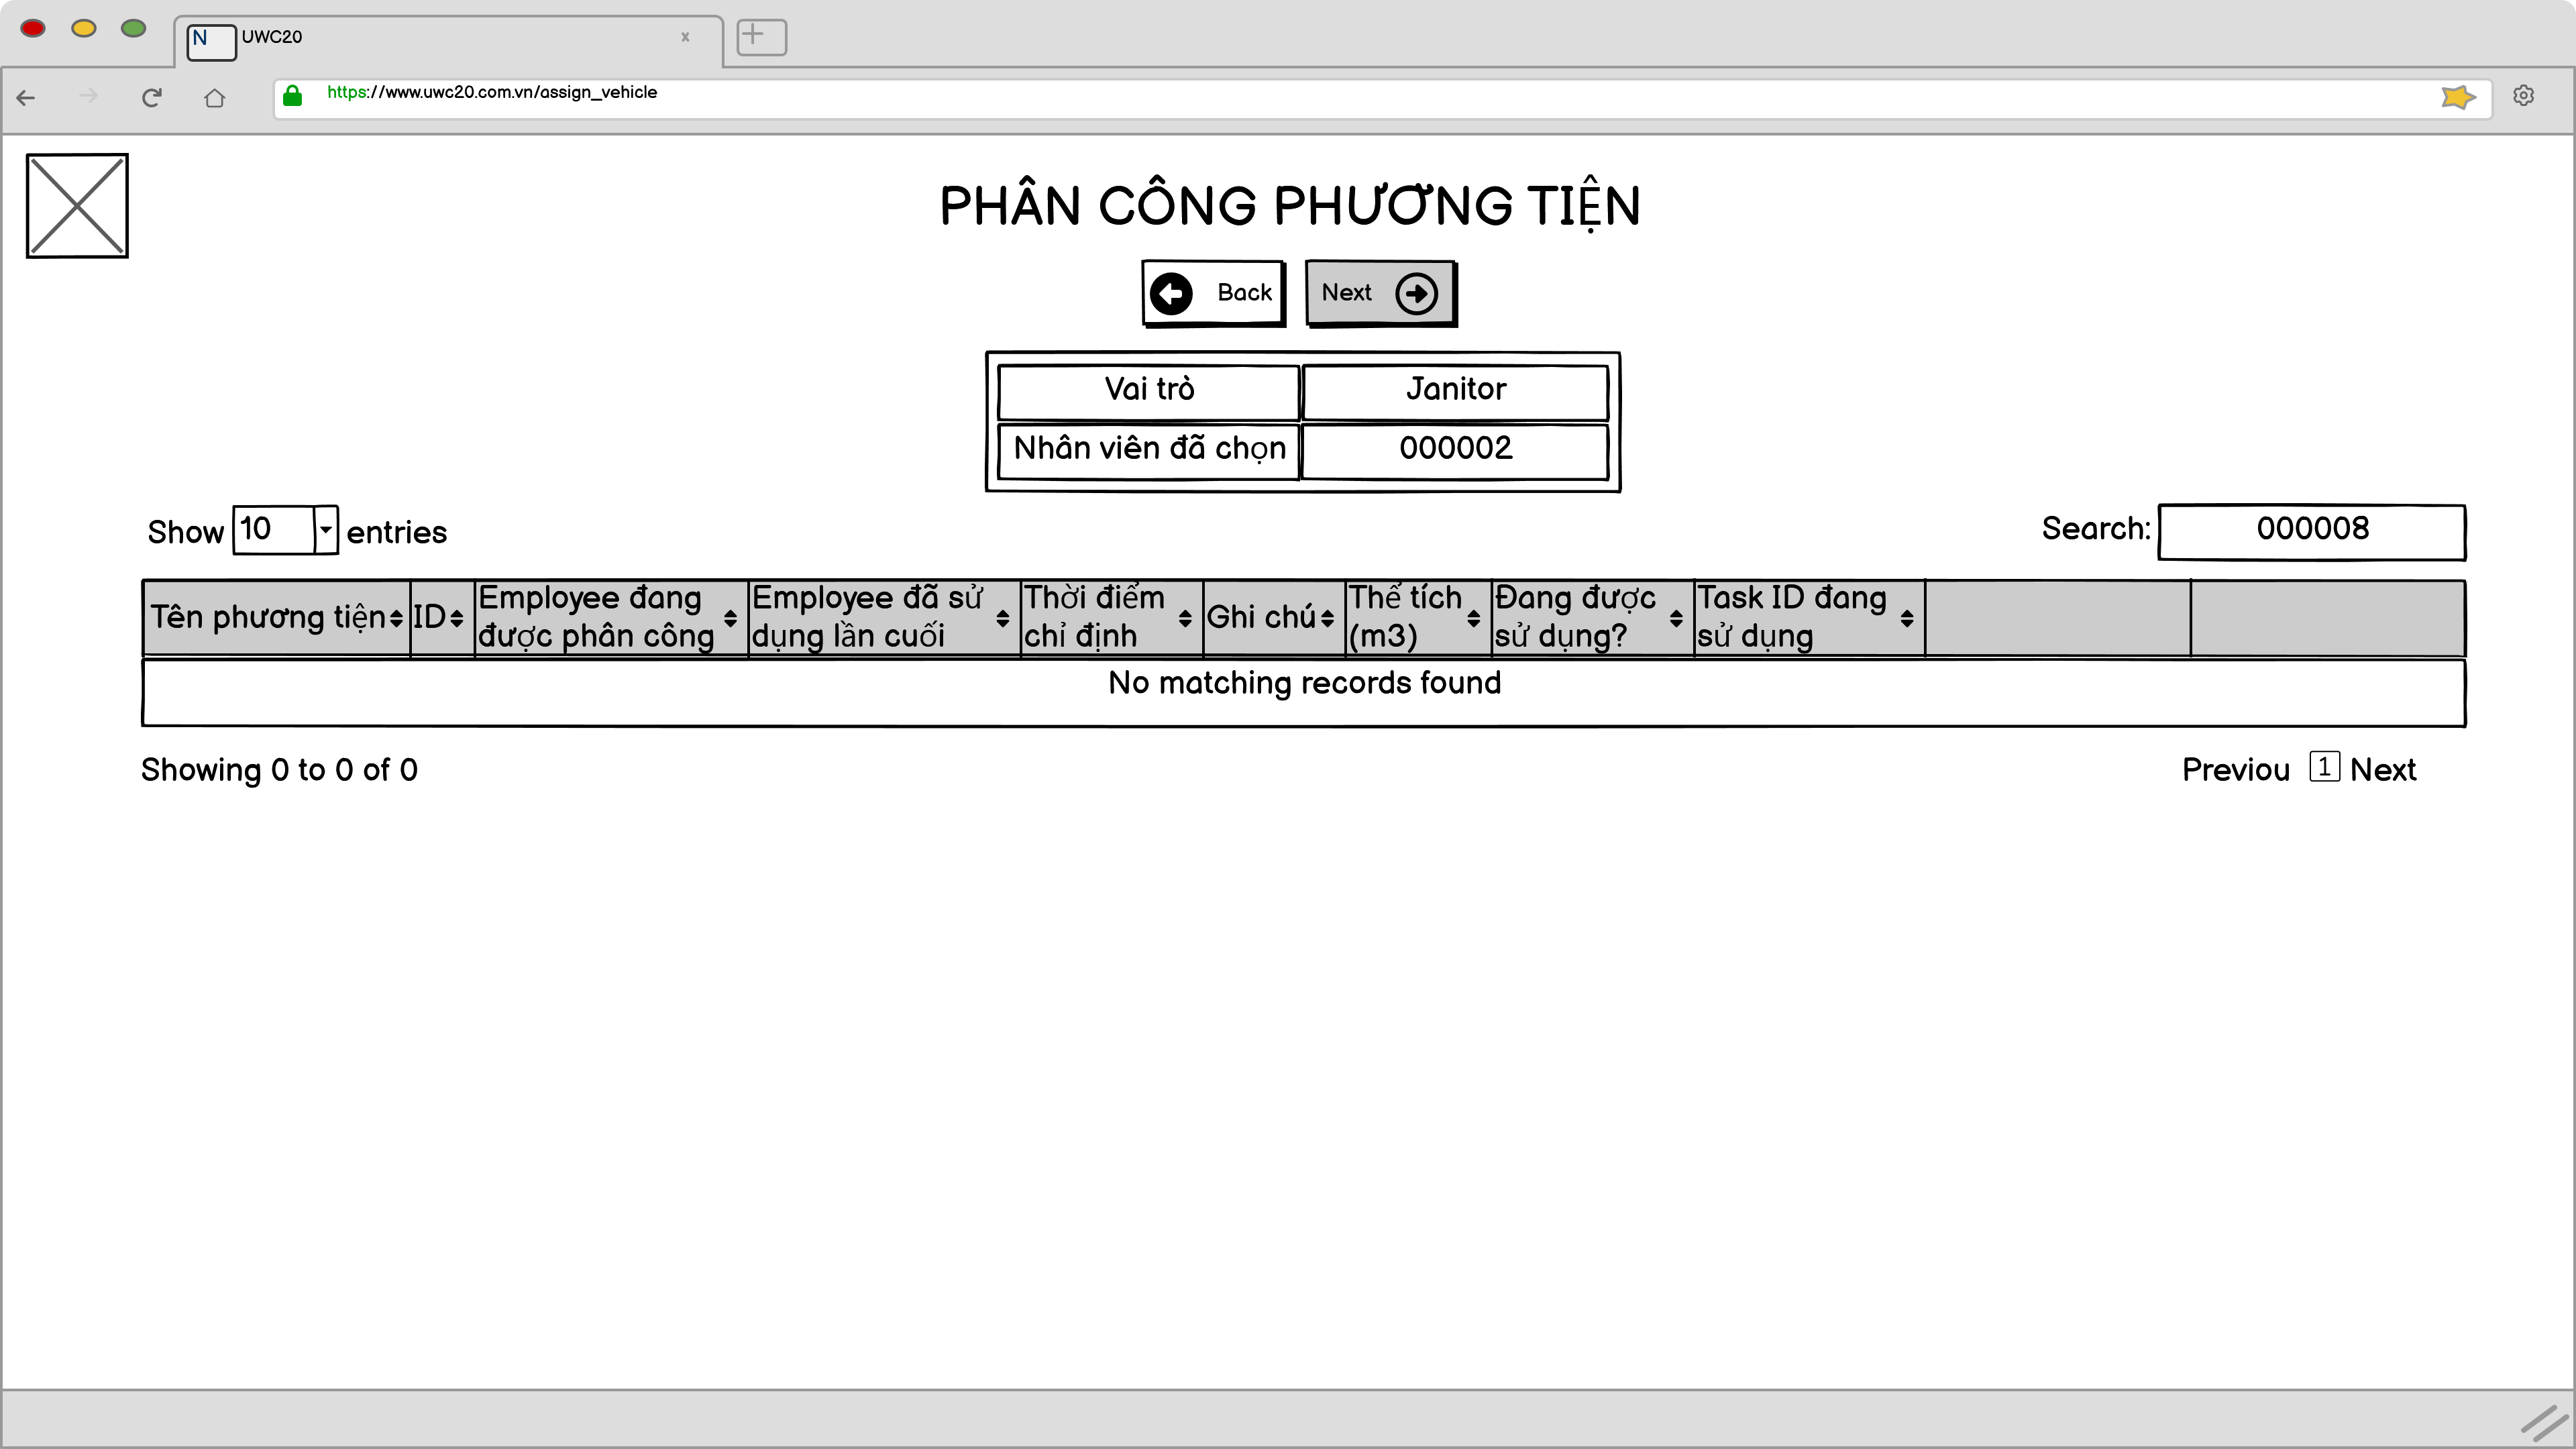 N UWC20 x
https://www.uwc20.com.vn/assign_vehicle
PHÂN CÔNG PHƯƠNG TIỆN
Back Next
Vai trò Janitor
Nhân viên đã chọn 000002
Show 10 entries Search: 000008
Tên phương tiện ID Employee đang được phân công Employee đã sử dụng lần cuối Thời điểm chỉ định Ghi chú Thể tích (m3) Đang được sử dụng? Task ID đang sử dụng
No matching records found
Showing 0 to 0 of 0 Previou 1 Next